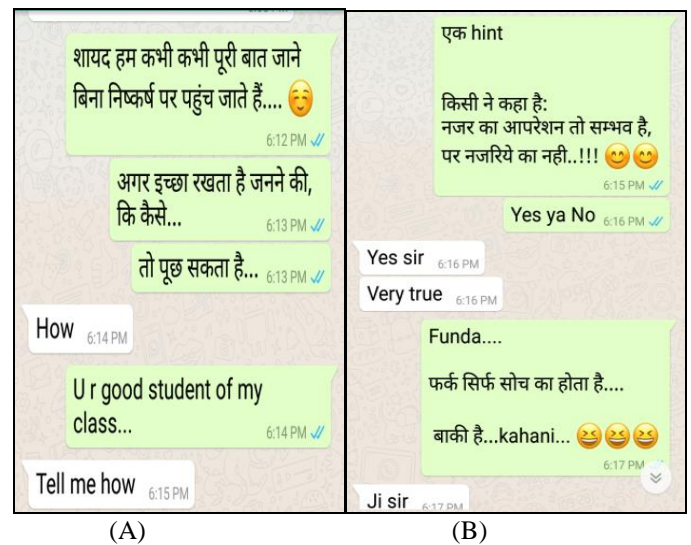 शायद हम कभी कभी पूरी बात जाने
बिना निष्कर्ष पर पहुंच जाते हैं.... ☺️
6:12 PM
अगर इच्छा रखता है जनने की,
कि कैसे...
6:13 PM
तो पूछ सकता है... 6:13 PM
How 6:14 PM
U r good student of my
class...
6:14 PM
Tell me how 6:15 PM
(A)
एक hint
किसी ने कहा है:
नजर का आपरेशन तो सम्भव है,
पर नजरिये का नही..!!! 😊😊
6:15 PM
Yes ya No 6:16 PM
Yes sir 6:16 PM
Very true 6:16 PM
Funda....
फर्क सिर्फ सोच का होता है....
बाकी है...kahani... 😆😆😆
6:17 PM
Ji sir 6:17 PM
(B)